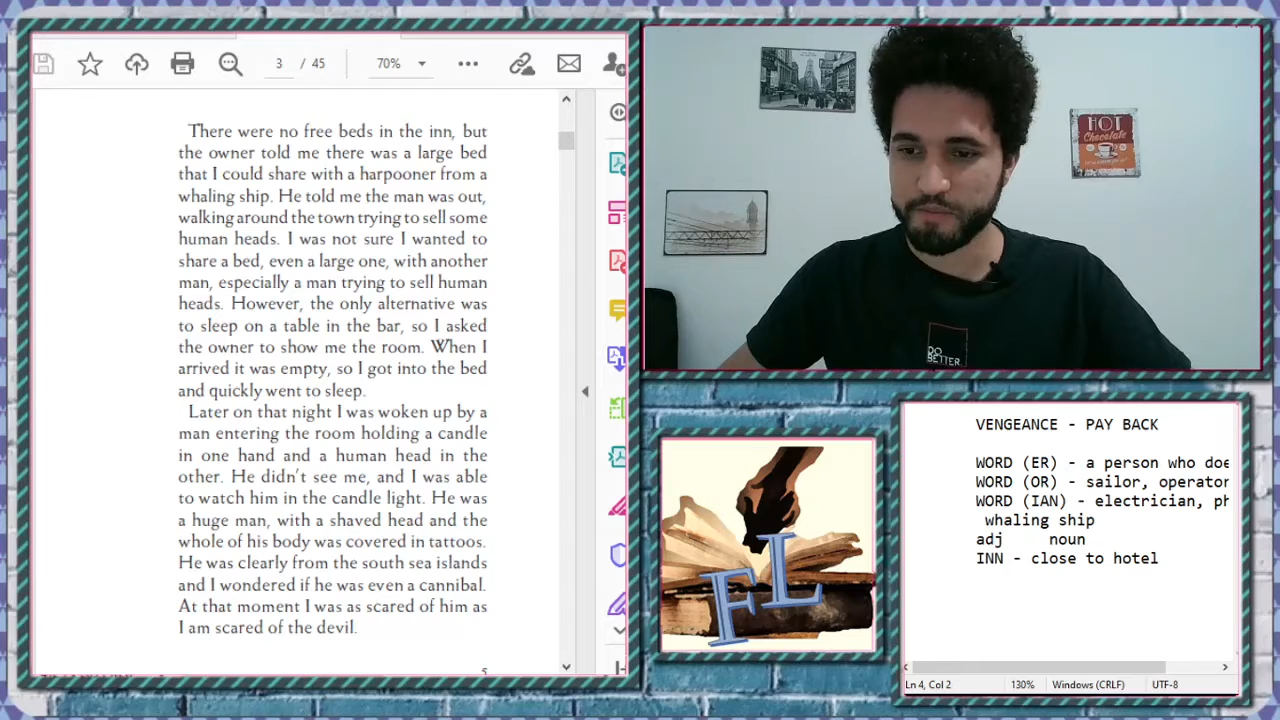 3 / 45
70%
There were no free beds in the inn, but
the owner told me there was a large bed
that I could share with a harpooner from a
whaling ship. He told me the man was out,
walking around the town trying to sell some
human heads. I was not sure I wanted to
share a bed, even a large one, with another
man, especially a man trying to sell human
heads. However, the only alternative was
to sleep on a table in the bar, so I asked
the owner to show me the room. When I
arrived it was empty, so I got into the bed
and quickly went to sleep.
Later on that night I was woken up by a
man entering the room holding a candle
in one hand and a human head in the
other. He didn't see me, and I was able
to watch him in the candle light. He was
a huge man, with a shaved head and the
whole of his body was covered in tattoos.
He was clearly from the south sea islands
and I wondered if he was even a cannibal.
At that moment I was as scared of him as
I am scared of the devil.
5
HOT
Chocolate
DO
BETTER.
FL
VENGEANCE - PAY BACK
WORD (ER) - a person who doe
WORD (OR) - sailor, operator
WORD (IAN) - electrician, ph
whaling ship
adj noun
INN - close to hotel
Ln 4, Col 2 130% Windows (CRLF) UTF-8